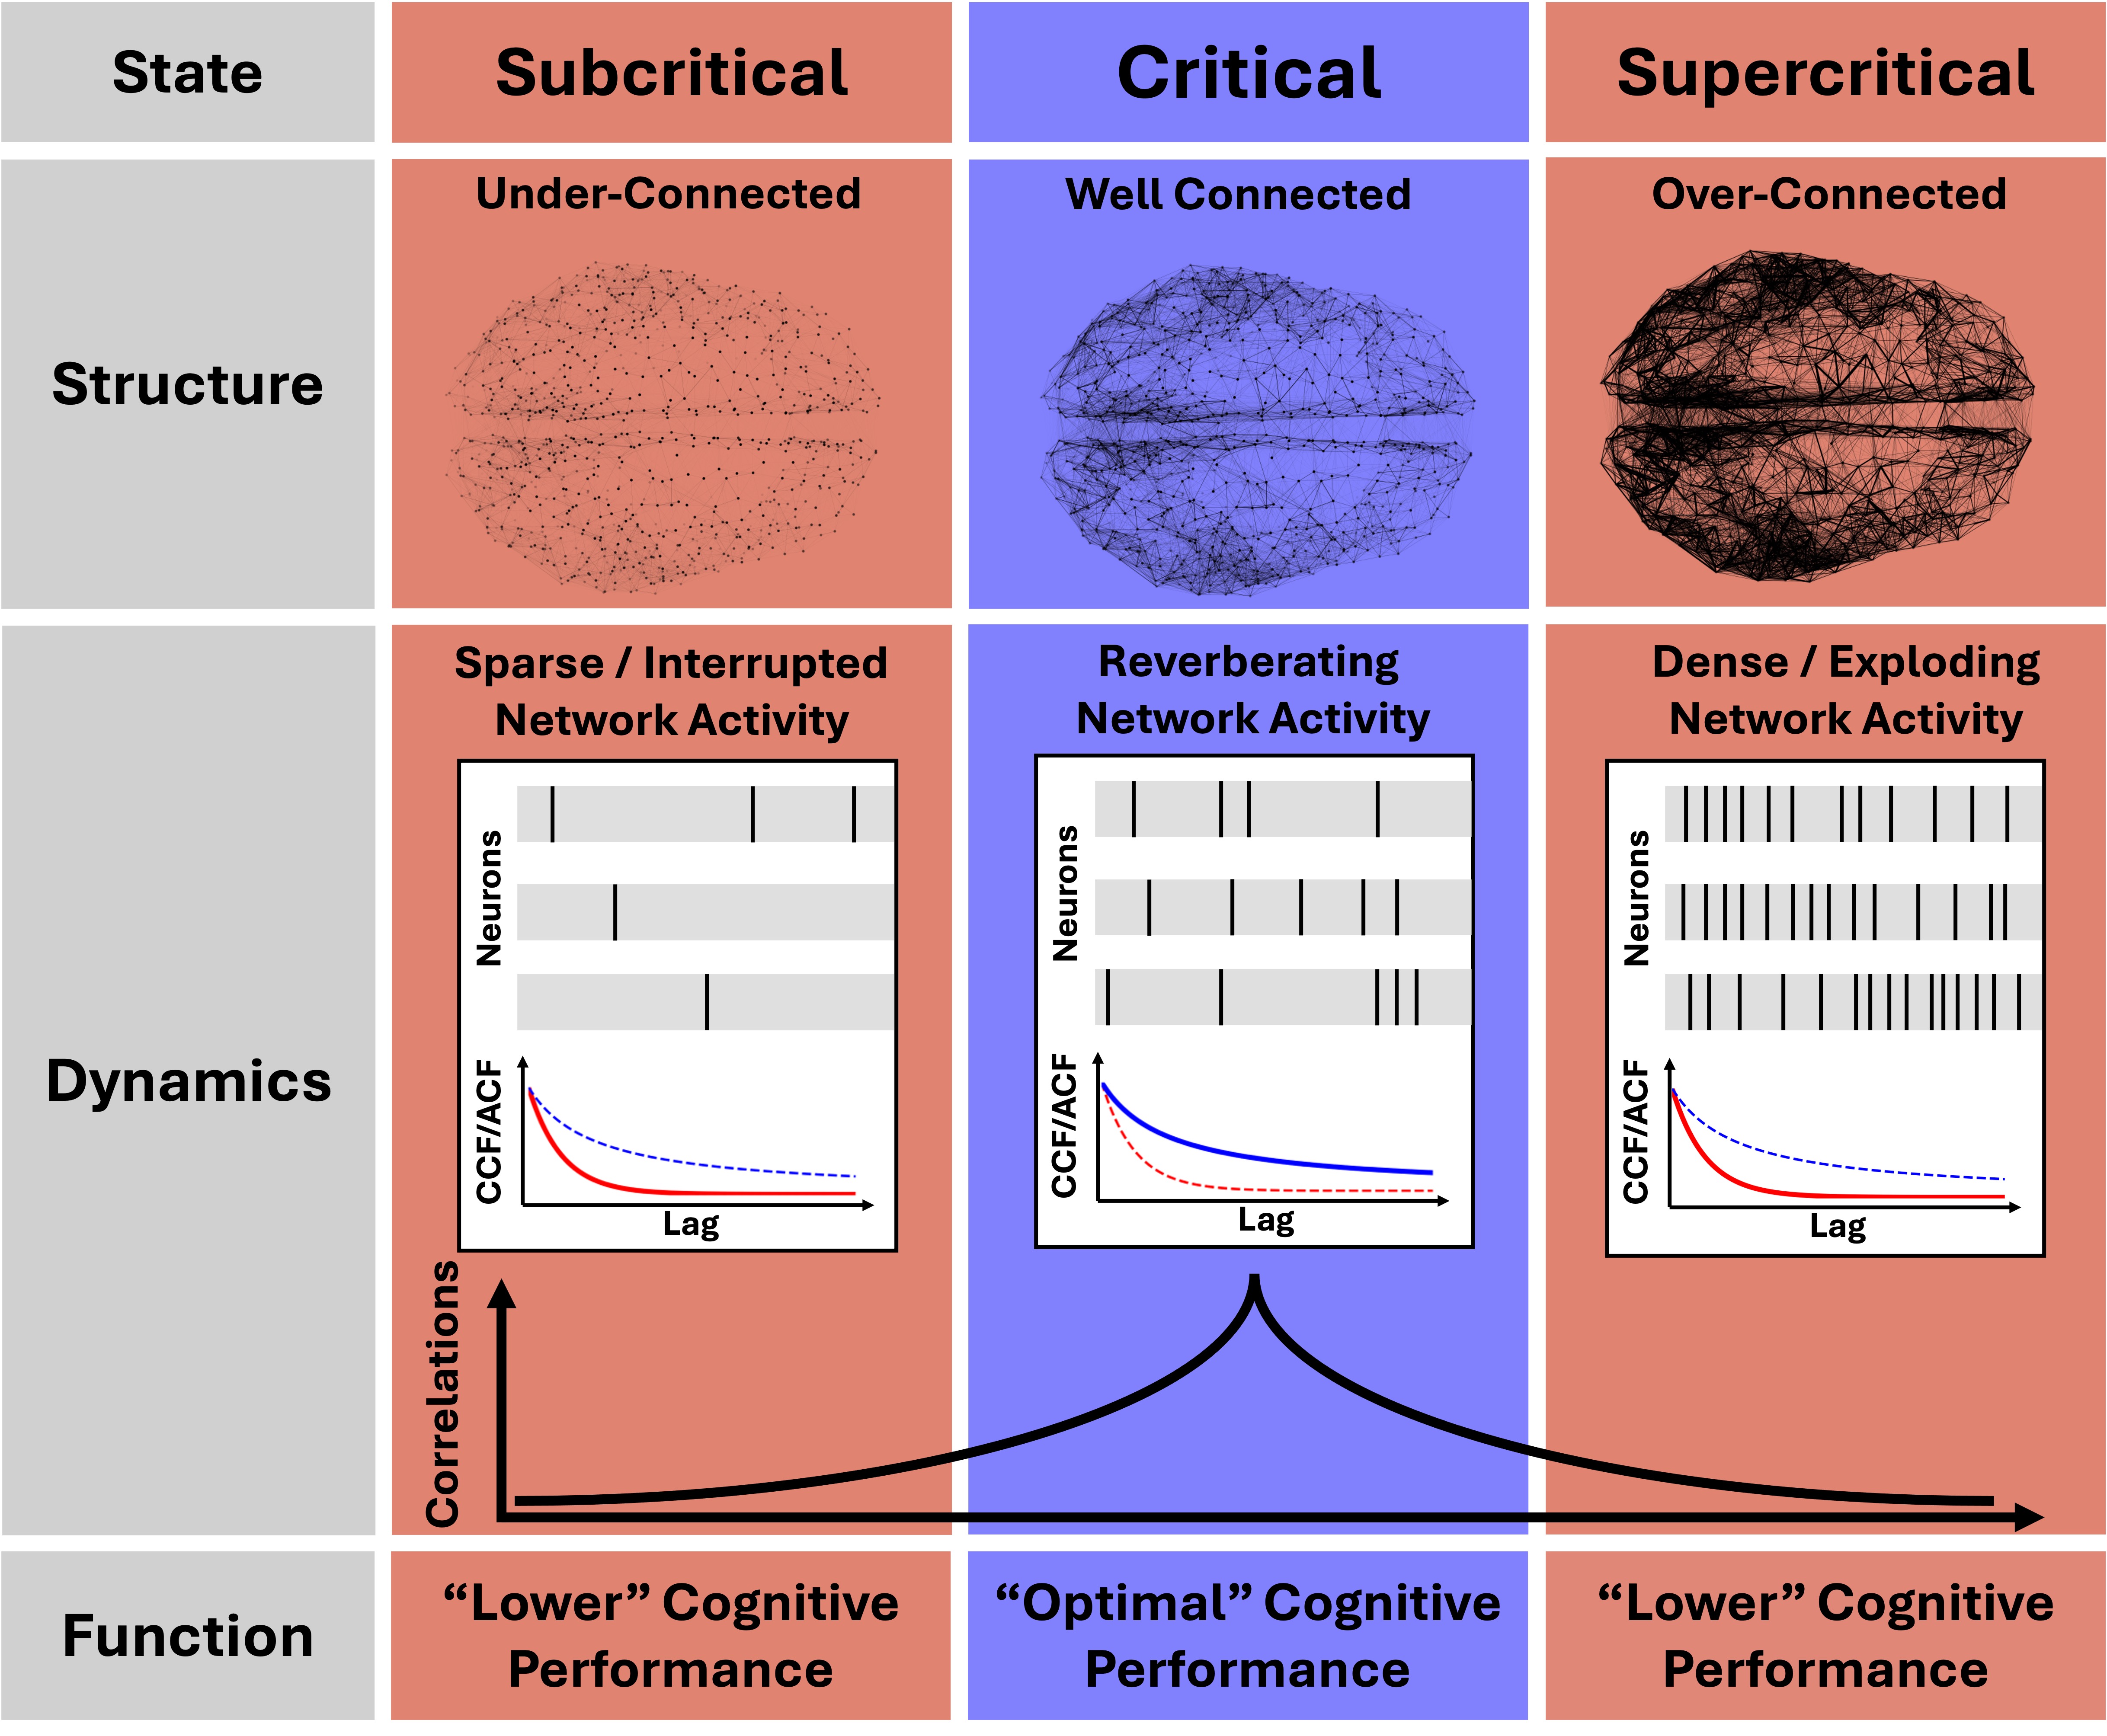 State
Subcritical
Critical
Supercritical
Structure
Under-Connected
Well Connected
Over-Connected
Dynamics
Sparse / Interrupted
Network Activity
Neurons
CCF/ACF
Lag
Reverberating
Network Activity
Neurons
CCF/ACF
Lag
Dense / Exploding
Network Activity
Neurons
CCF/ACF
Lag
Correlations
Function
“Lower” Cognitive
Performance
“Optimal” Cognitive
Performance
“Lower” Cognitive
Performance